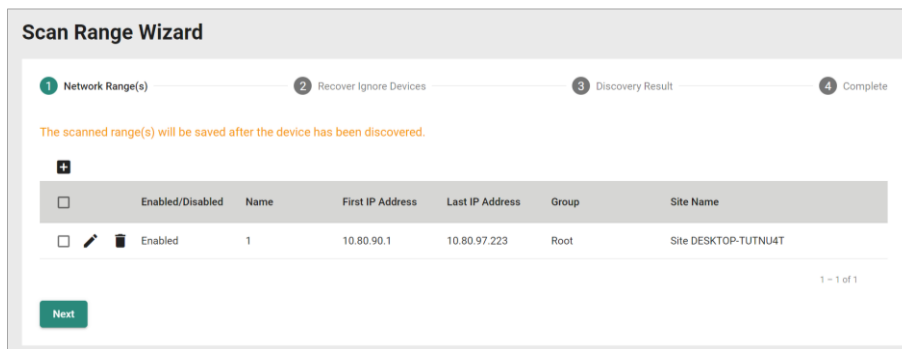 Scan Range Wizard
1 Network Range(s) 2 Recover Ignore Devices 3 Discovery Result 4 Complete
The scanned range(s) will be saved after the device has been discovered.
Enabled/Disabled Name First IP Address Last IP Address Group Site Name
Enabled 1 10.80.90.1 10.80.97.223 Root Site DESKTOP-TUTNU4T
1 – 1 of 1
Next